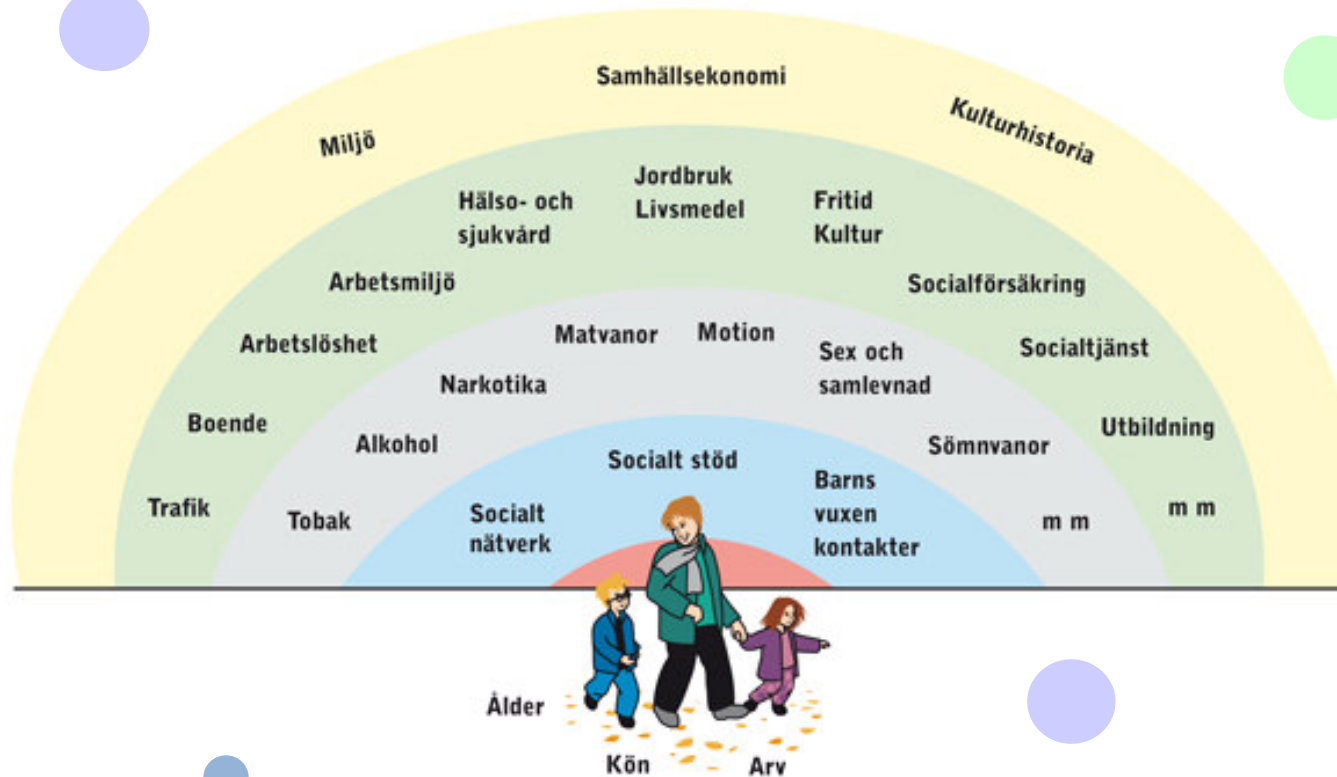 Samhällsekonomi
Miljö
Kulturhistoria
Hälso- och
sjukvård
Jordbruk
Livsmedel
Fritid
Kultur
Arbetsmiljö
Socialförsäkring
Arbetslöshet
Socialtjänst
Boende
Utbildning
Trafik
m m
Matvanor
Motion
Narkotika
Sex och
samlevnad
Alkohol
Sömnvanor
Tobak
m m
Socialt stöd
Socialt
nätverk
Barns
vuxen
kontakter
Ålder
Kön
Arv